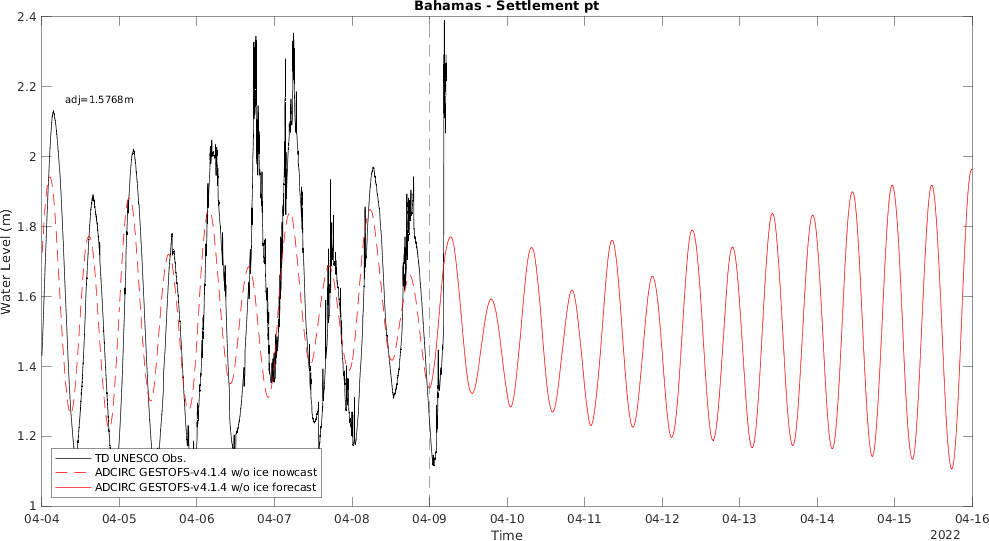 Bahamas - Settlement pt
2.4
2.2
2
1.8
1.6
1.4
1.2
1
Water Level (m)
adj=1.5768m
TD UNESCO Obs.
ADCIRC GESTOFS-v4.1.4 w/o ice nowcast
ADCIRC GESTOFS-v4.1.4 w/o ice forecast
04-04 04-05 04-06 04-07 04-08 04-09 04-10 04-11 04-12 04-13 04-14 04-15 04-16
Time
2022